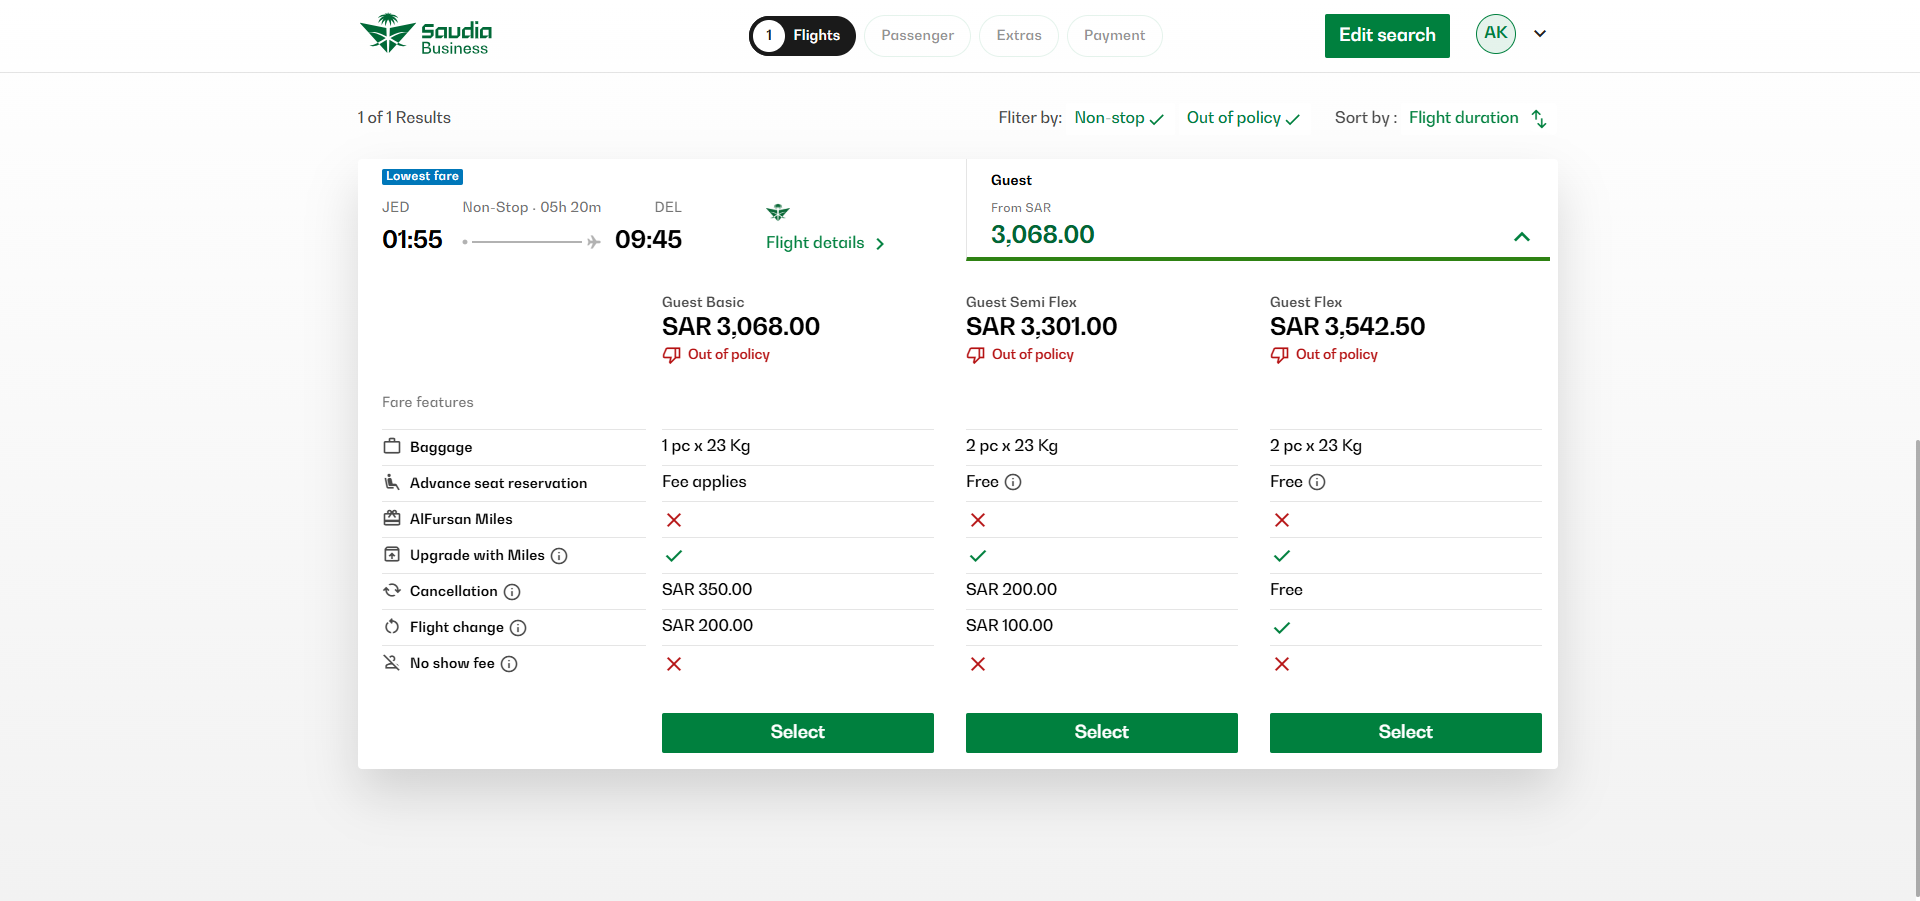 Saudia
Business
1 Flights
Passenger
Extras
Payment
Edit search
AK
1 of 1 Results
Fliter by: Non-stop Out of policy Sort by : Flight duration
Lowest fare
JED Non-Stop · 05h 20m DEL
01:55 09:45
Flight details
Guest
From SAR
3,068.00
Guest Basic Guest Semi Flex Guest Flex
SAR 3,068.00 SAR 3,301.00 SAR 3,542.50
Out of policy Out of policy Out of policy
Fare features
Baggage 1 pc x 23 Kg 2 pc x 23 Kg 2 pc x 23 Kg
Advance seat reservation Fee applies Free Free
AlFursan Miles
Upgrade with Miles
Cancellation SAR 350.00 SAR 200.00 Free
Flight change SAR 200.00 SAR 100.00
No show fee
Select Select Select